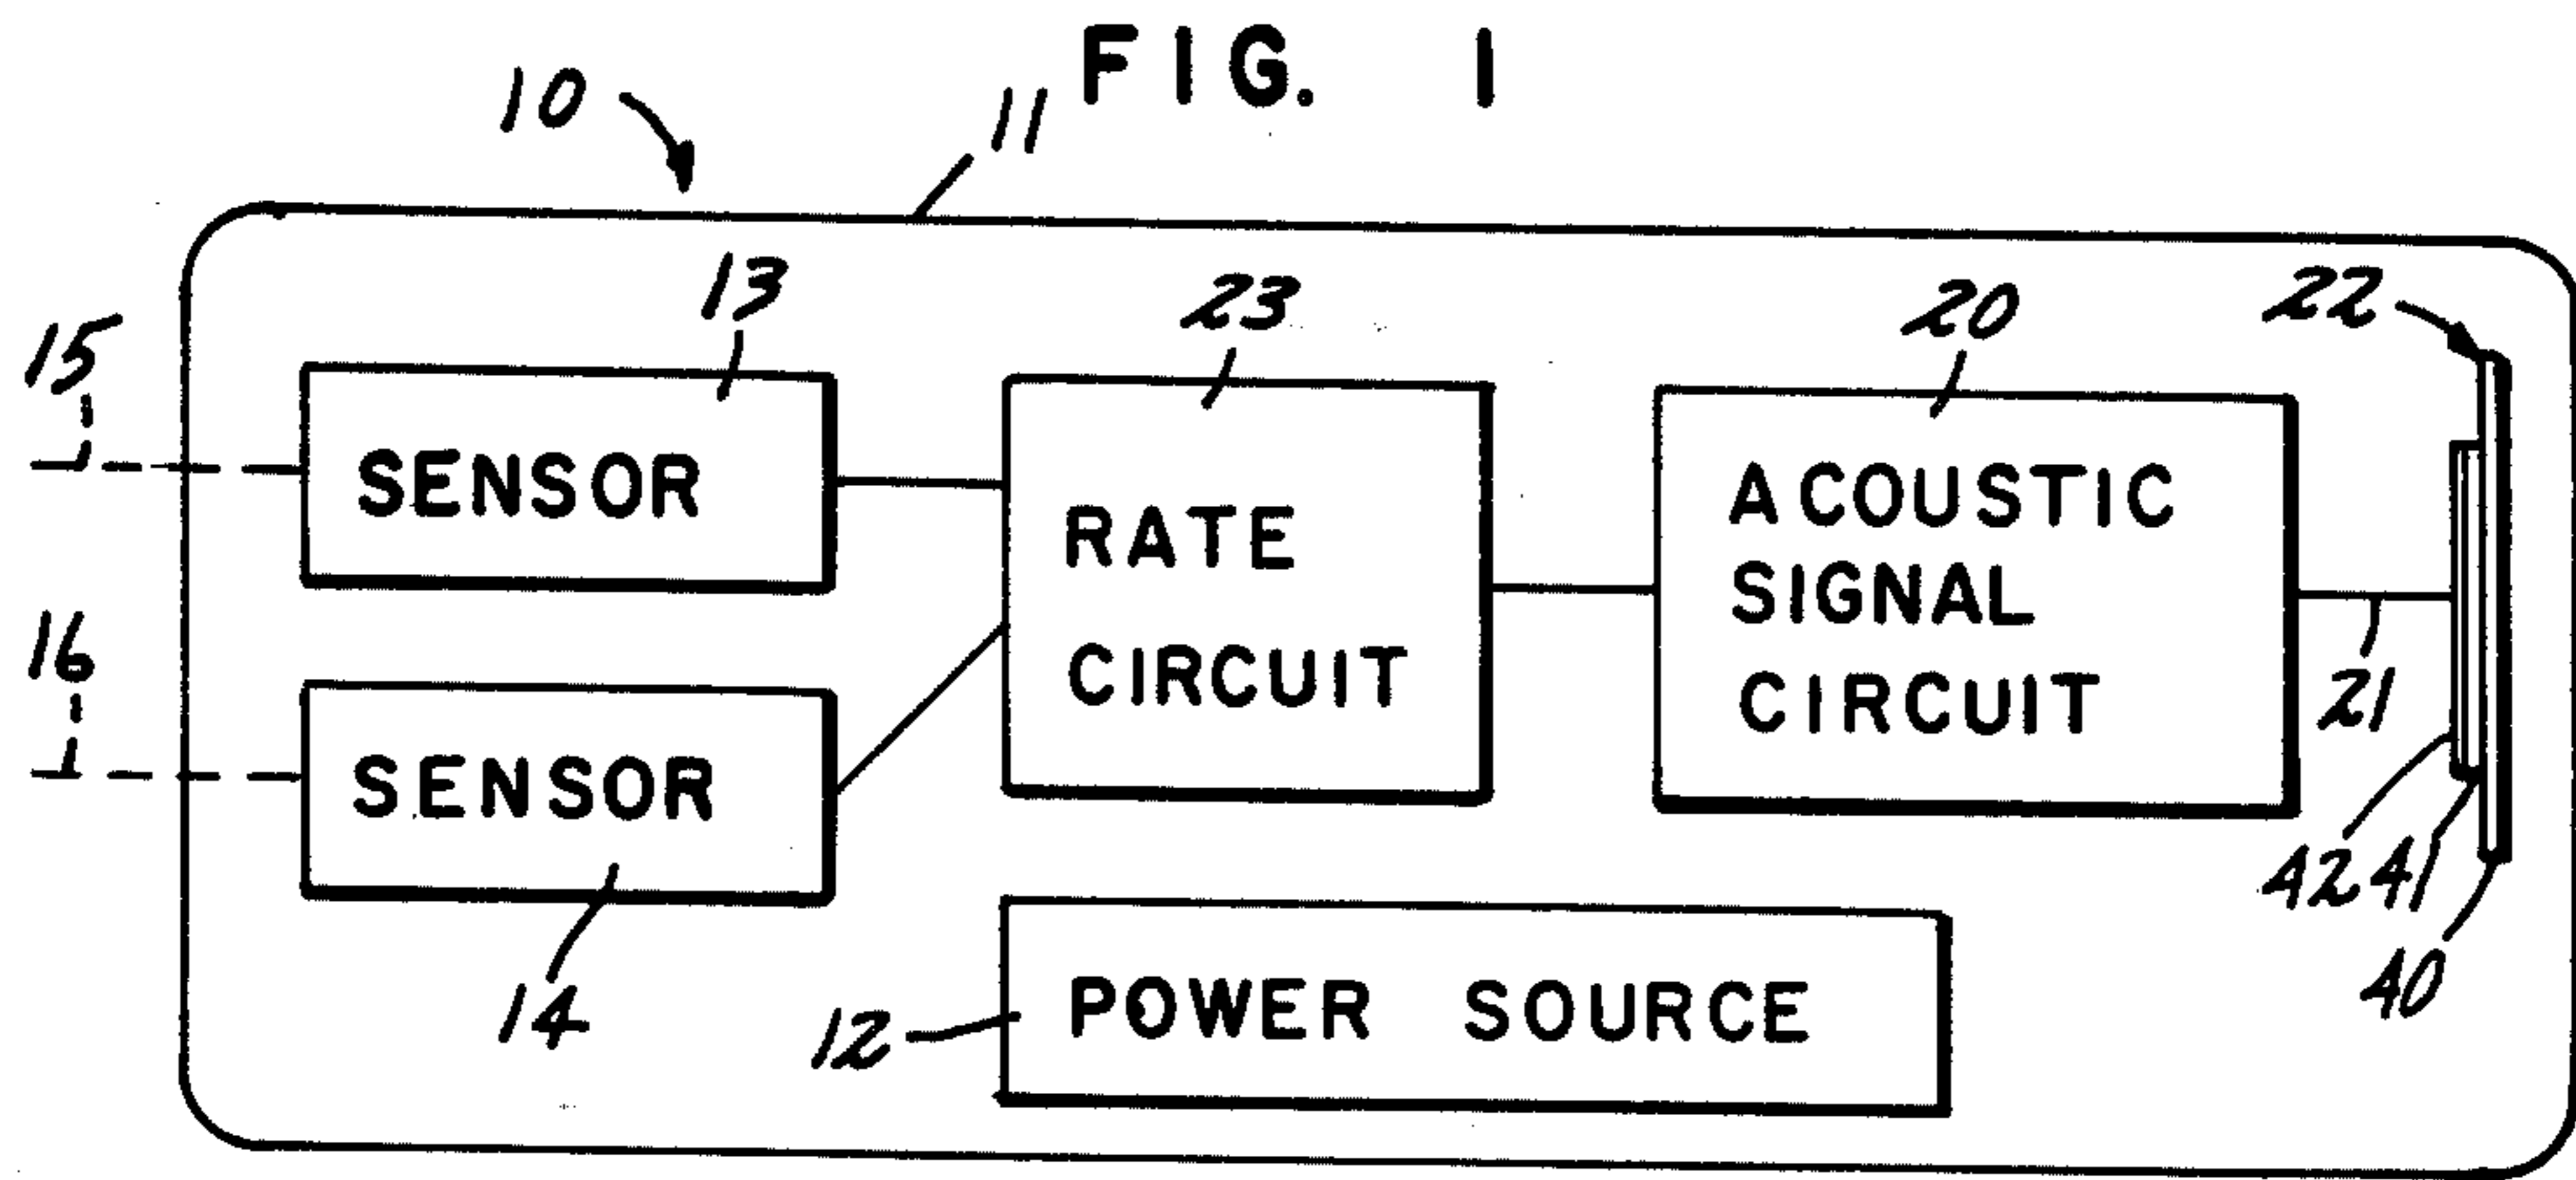 FIG. 1
10
11
13
23
20
22
15
SENSOR
RATE
CIRCUIT
ACOUSTIC
SIGNAL
CIRCUIT
16
21
SENSOR
42
41
40
14
12
POWER SOURCE